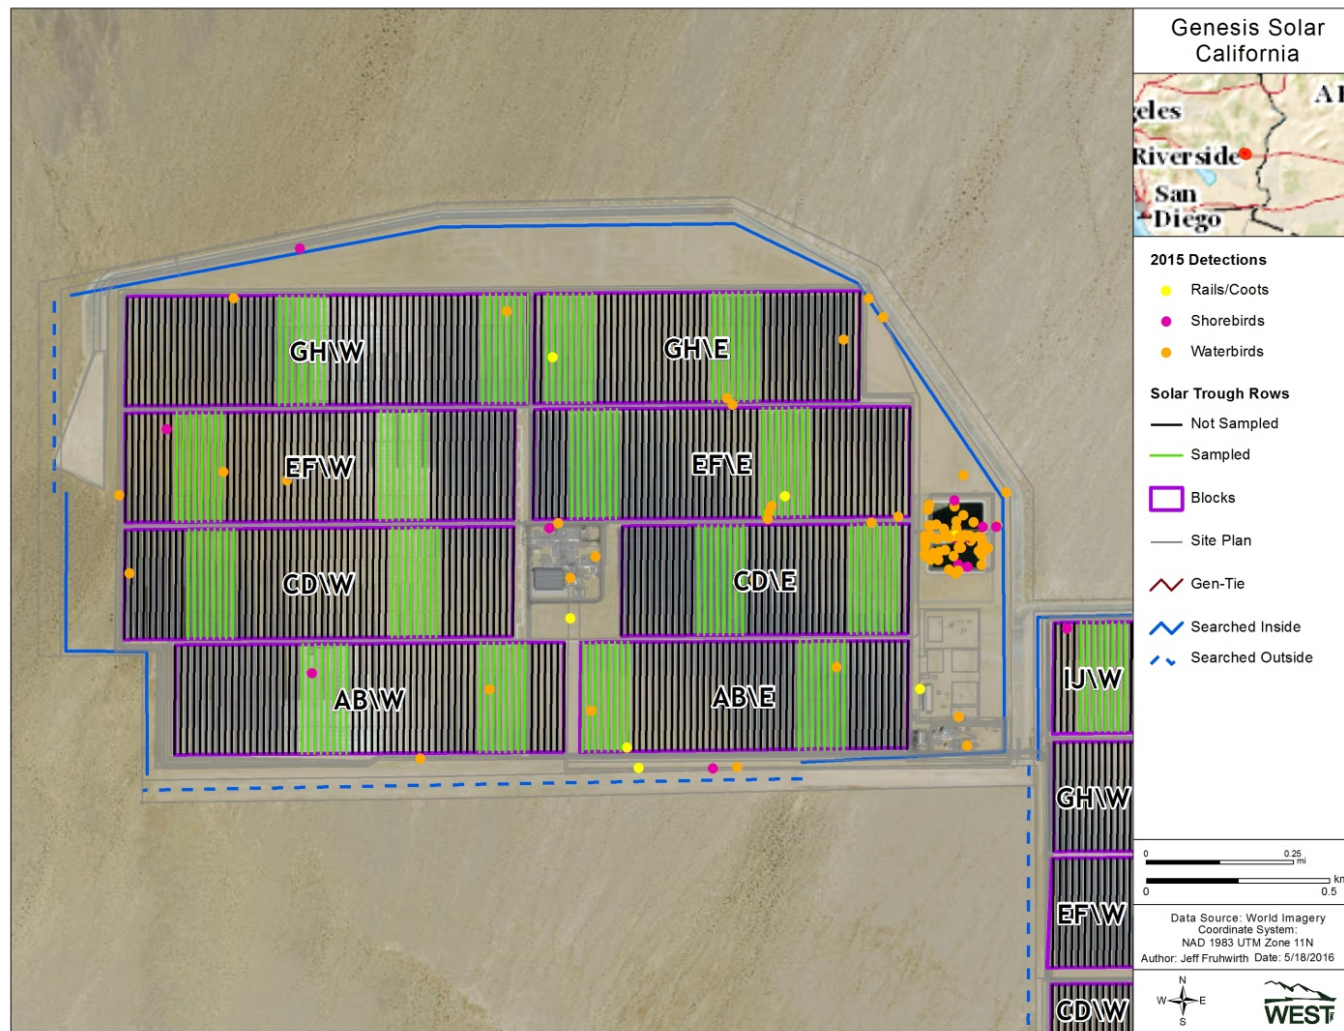 Genesis Solar
California
eles
Riverside
San
Diego
2015 Detections
Rails/Coots
Shorebirds
Waterbirds
Solar Trough Rows
Not Sampled
Sampled
Blocks
Site Plan
Gen-Tie
Searched Inside
Searched Outside
GH\W
GH\E
EF\W
EF\E
CD\W
CD\E
AB\W
AB\E
IJ\W
GH\W
EF\W
CD\W
0 0.25
mi
km
0 0.5
Data Source: World Imagery
Coordinate System:
NAD 1983 UTM Zone 11N
Author: Jeff Fruhwirth Date: 5/18/2016
N
W E
S
WEST